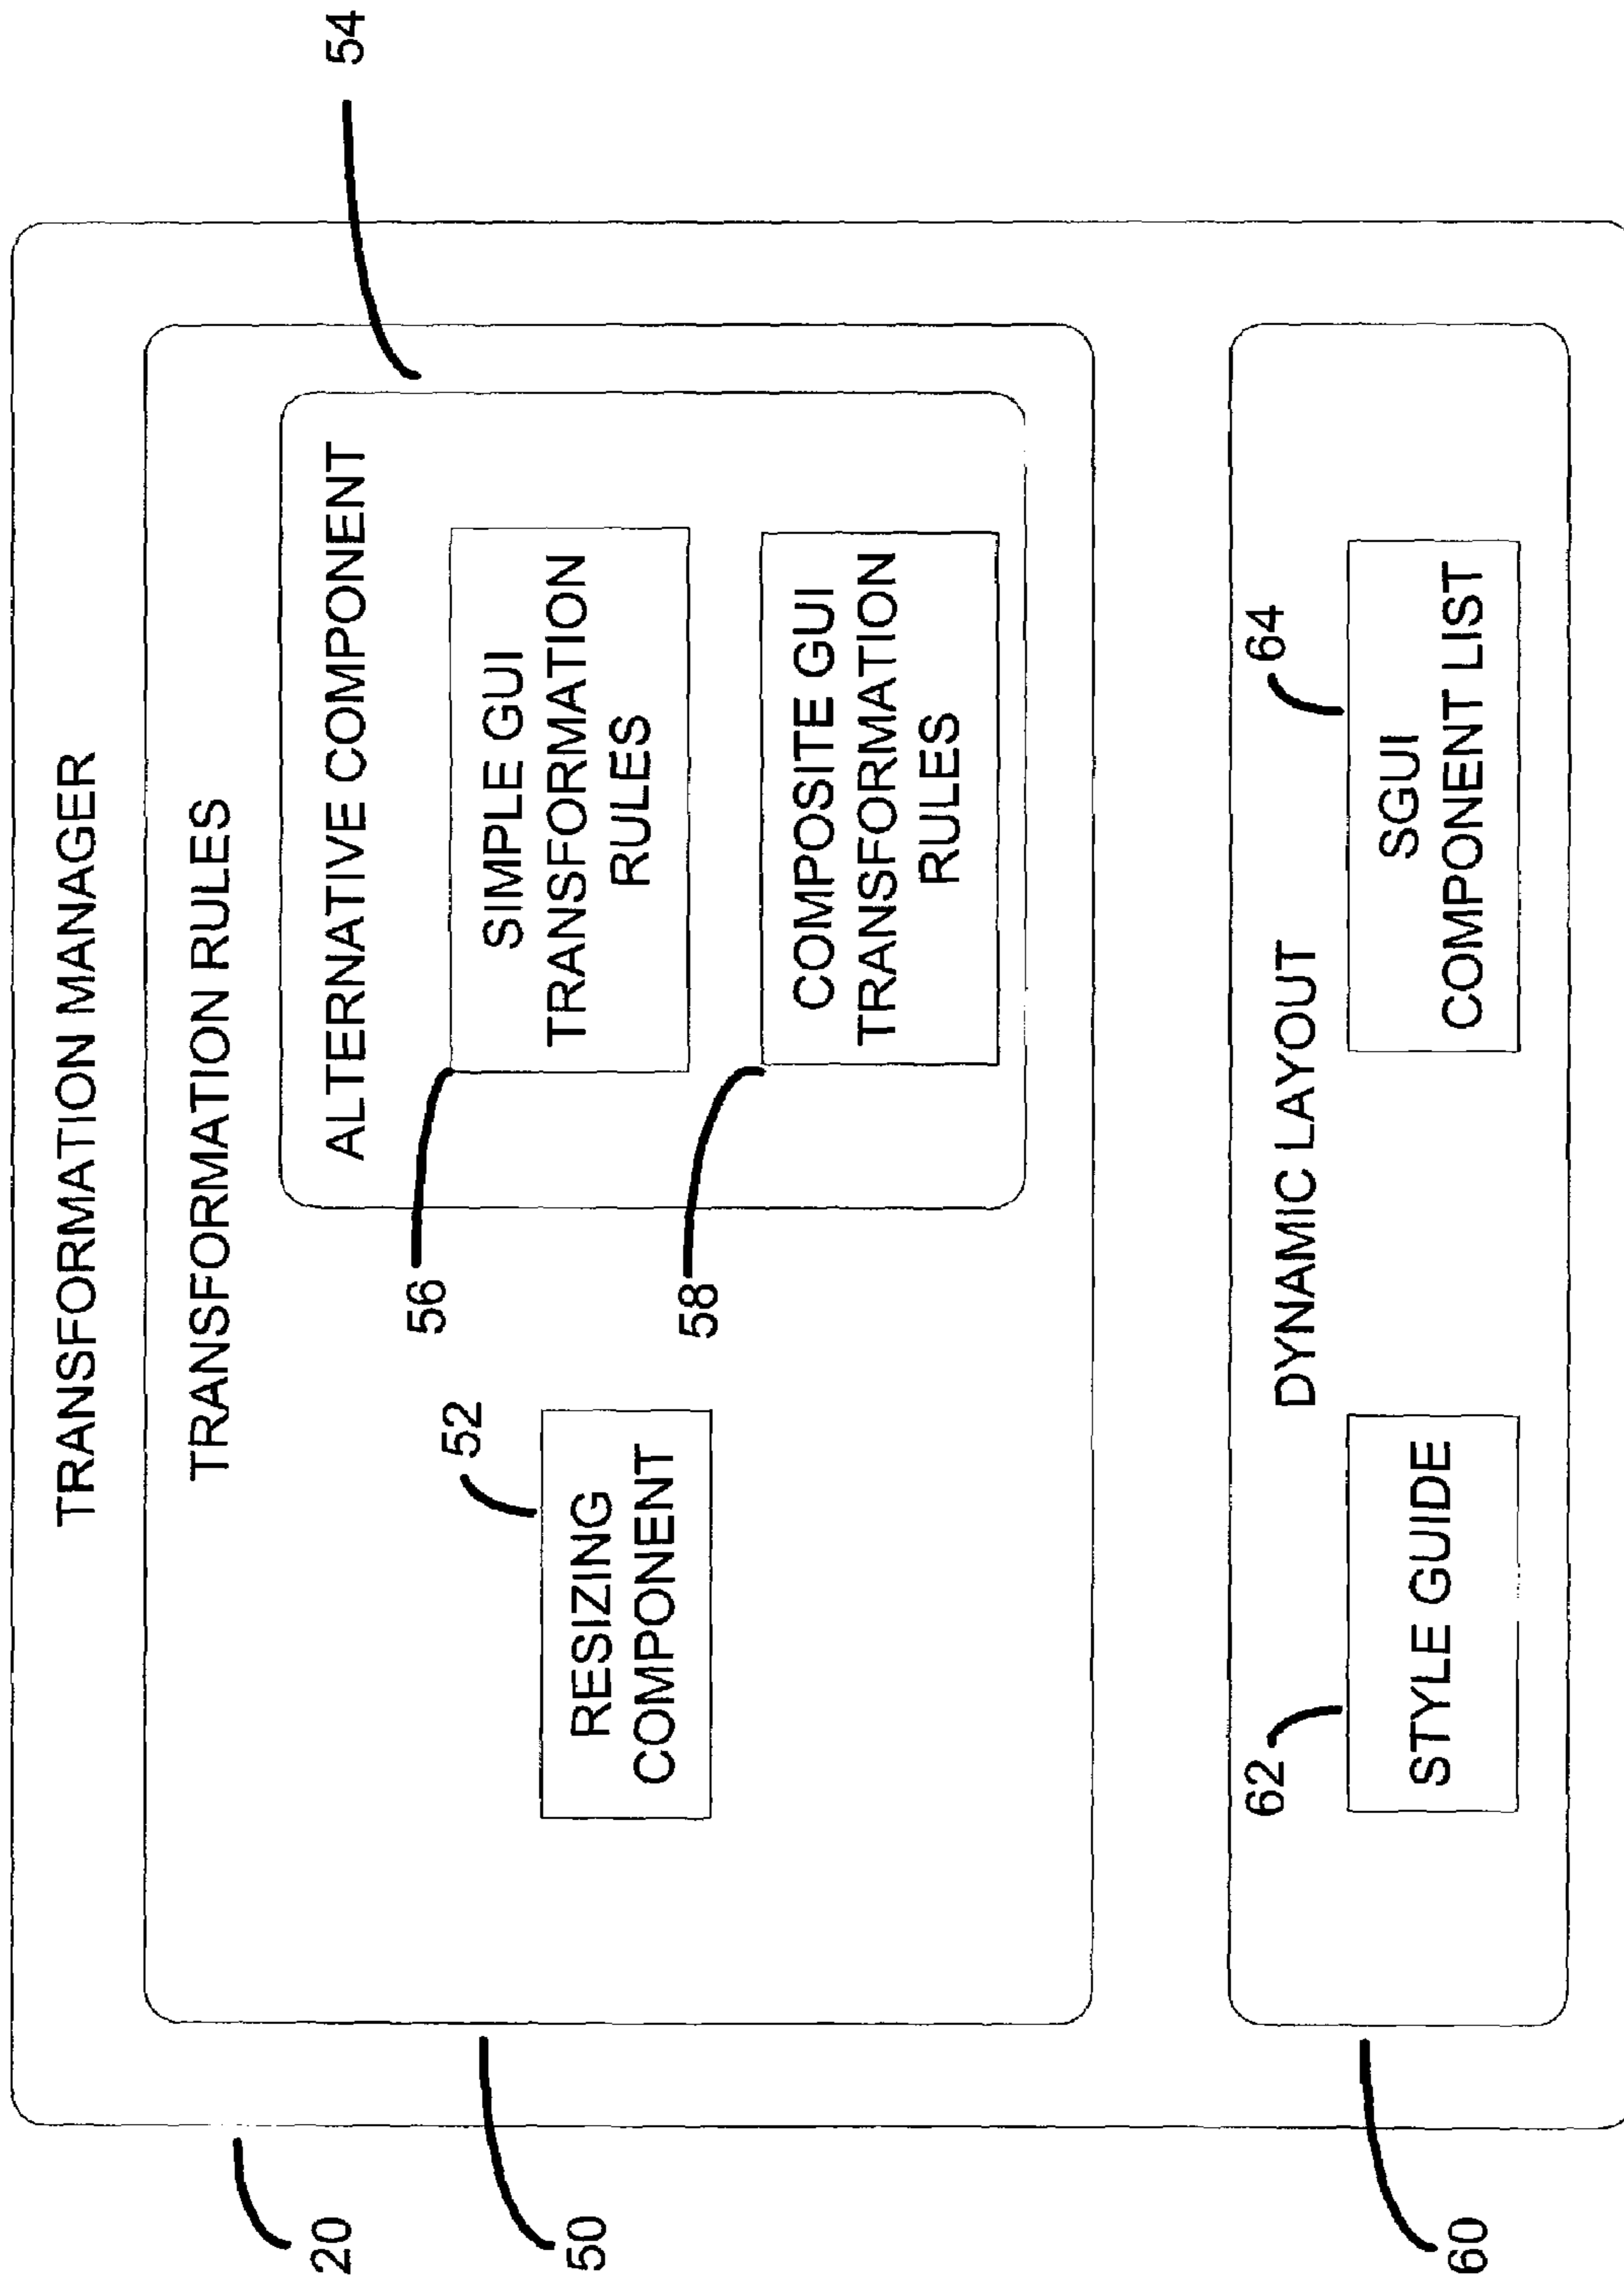 TRANSFORMATION MANAGER
20
TRANSFORMATION RULES
50
RESIZING
COMPONENT
52
ALTERNATIVE COMPONENT
54
SIMPLE GUI
TRANSFORMATION
RULES
56
COMPOSITE GUI
TRANSFORMATION
RULES
58
DYNAMIC LAYOUT
60
62
STYLE GUIDE
64
SGUI
COMPONENT LIST